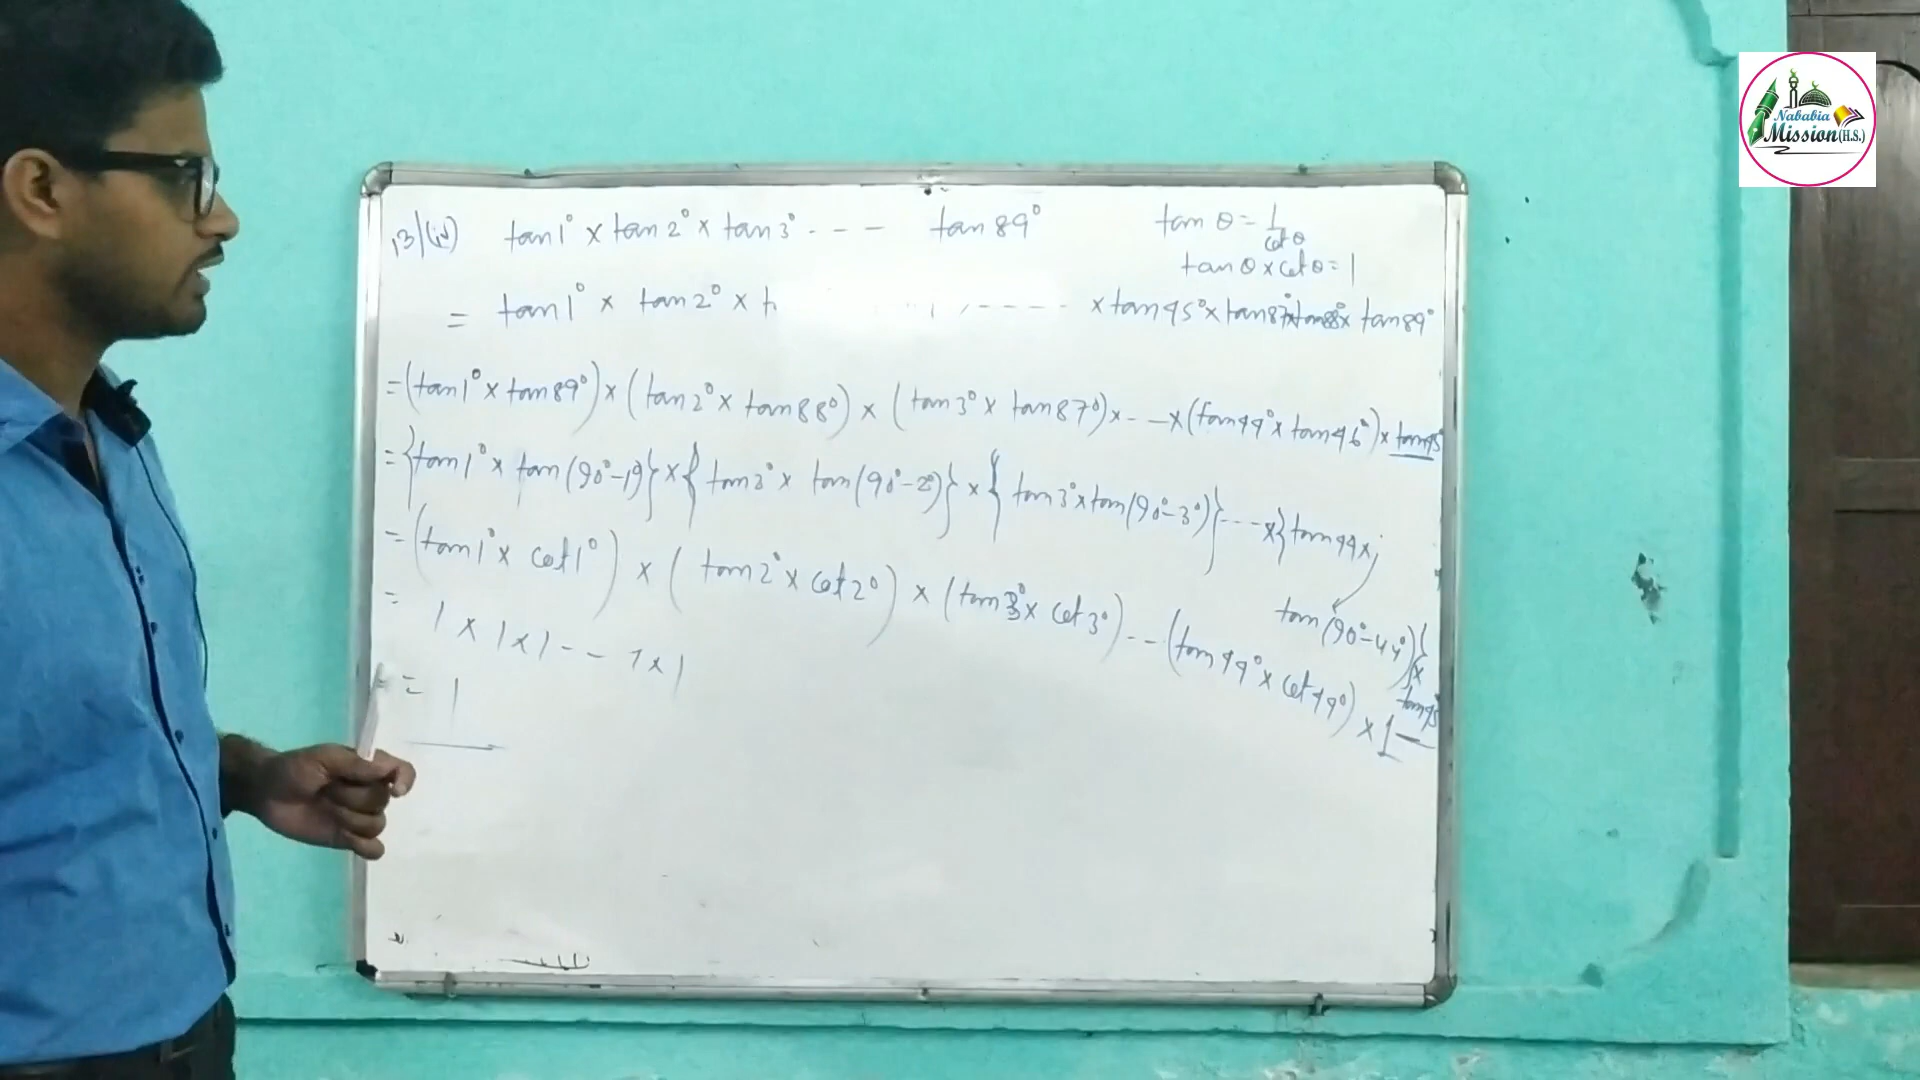 13/(iv) tan1° × tan2° × tan3° - - - tan89°
tan θ = 1/cot θ
tan θ × cot θ = 1
= tan1° × tan2° × t - - - - - × tan45° × tan87° × tan88° × tan89°
= (tan1° × tan89°) × (tan2° × tan88°) × (tan3° × tan87°) × - - × (tan44° × tan46°) × tan45°
= {tan1° × tan(90°-1°)} × {tan2° × tan(90°-2°)} × {tan3° × tan(90°-3°)} - - - × {tan44 ×
tan(90°-44°)} ×
tan45°
= (tan1° × cot1°) × (tan2° × cot2°) × (tan3° × cot3°) - - (tan44° × cot44°) × 1
= 1 × 1 × 1 - - 1 × 1
= 1
Nababia
Mission (H.S.)